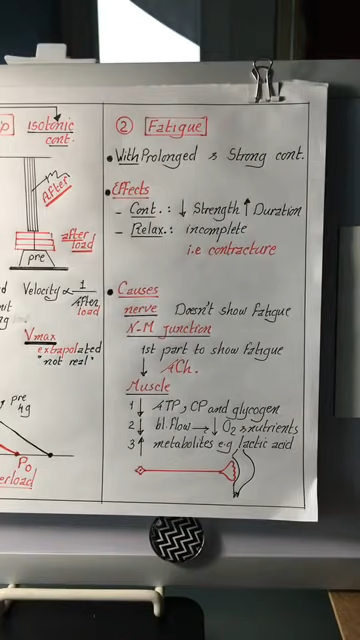 p Isotonic
cont.
After
after
load
pre
Velocity α 1/After
load
Vmax
extrapolated
"not real"
pre
4g
Po
erload
② Fatigue
• With Prolonged & Strong cont.
• Effects
- Cont.: ↓ Strength ↑ Duration
- Relax.: incomplete
i.e contracture
• Causes
nerve Doesn't show fatigue
N-M junction
1st part to show fatigue
↓ ACh.
Muscle
1 ↓ ATP, CP and glycogen
2 ↓ bl. flow → ↓ O2 & nutrients
3 ↑ metabolites e.g lactic acid